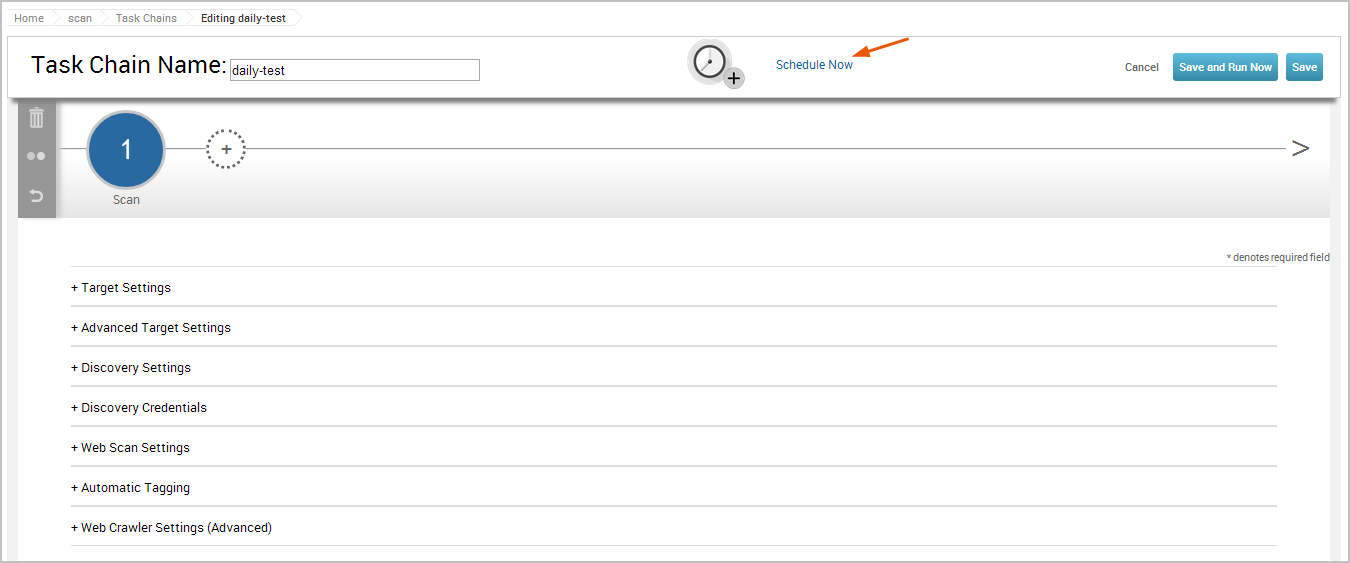 Home scan Task Chains Editing daily-test
Task Chain Name: daily-test Schedule Now Cancel Save and Run Now Save
1 +
>
Scan
* denotes required field
+ Target Settings
+ Advanced Target Settings
+ Discovery Settings
+ Discovery Credentials
+ Web Scan Settings
+ Automatic Tagging
+ Web Crawler Settings (Advanced)